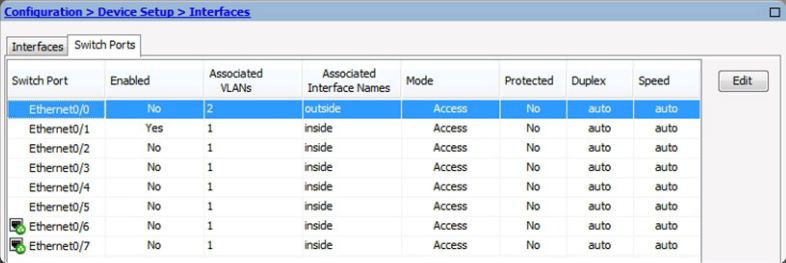 Configuration > Device Setup > Interfaces
Interfaces Switch Ports
Switch Port Enabled Associated VLANs Associated Interface Names Mode Protected Duplex Speed Edit
Ethernet0/0 No 2 outside Access No auto auto
Ethernet0/1 Yes 1 inside Access No auto auto
Ethernet0/2 No 1 inside Access No auto auto
Ethernet0/3 No 1 inside Access No auto auto
Ethernet0/4 No 1 inside Access No auto auto
Ethernet0/5 No 1 inside Access No auto auto
Ethernet0/6 No 1 inside Access No auto auto
Ethernet0/7 No 1 inside Access No auto auto